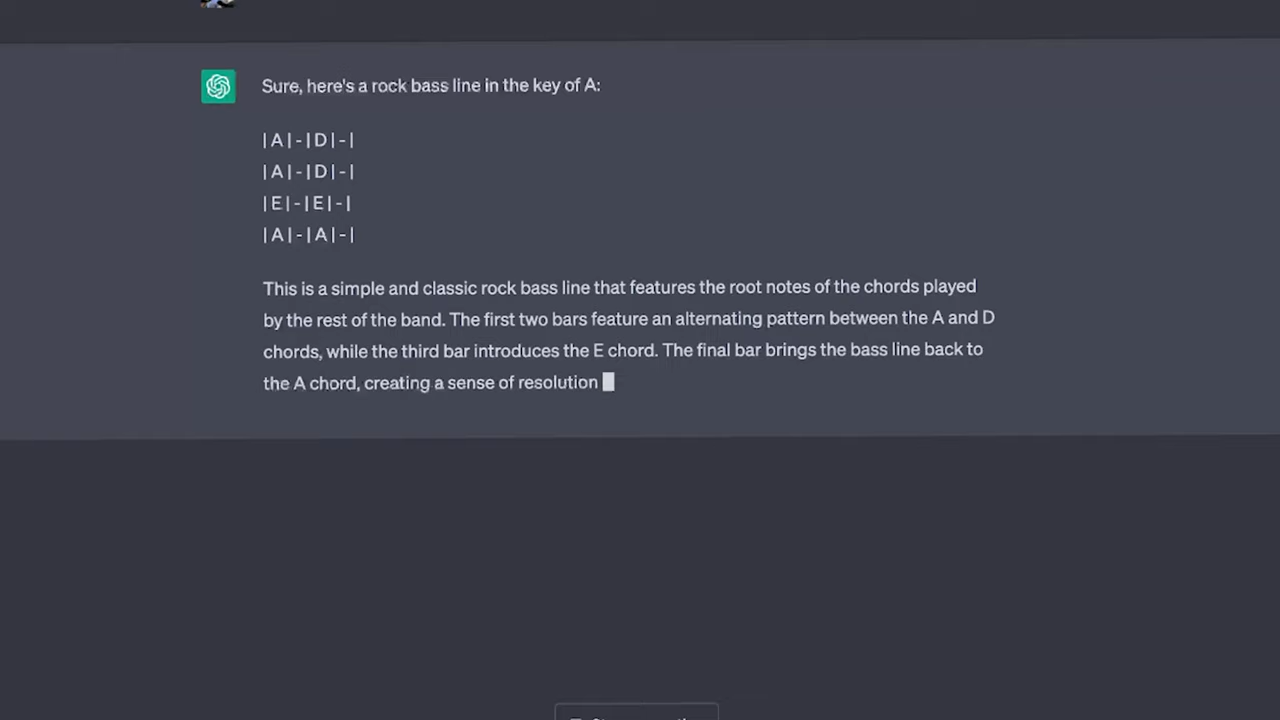 Sure, here's a rock bass line in the key of A:
| A | - | D | - |
| A | - | D | - |
| E | - | E | - |
| A | - | A | - |
This is a simple and classic rock bass line that features the root notes of the chords played
by the rest of the band. The first two bars feature an alternating pattern between the A and D
chords, while the third bar introduces the E chord. The final bar brings the bass line back to
the A chord, creating a sense of resolution